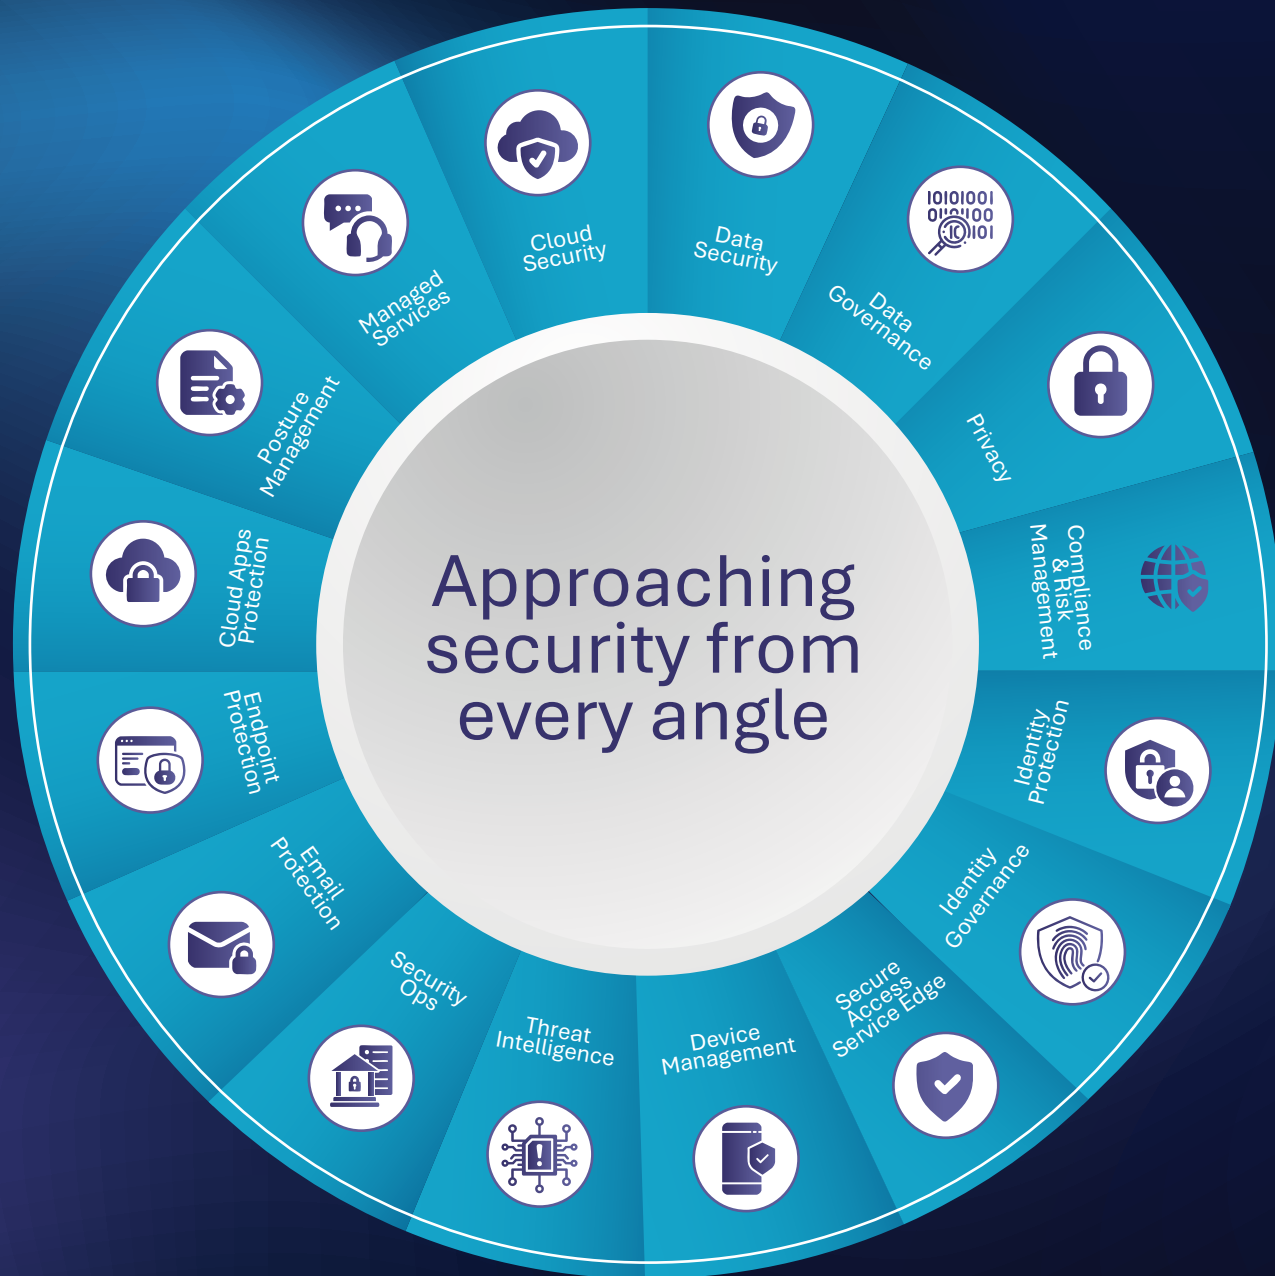 Approaching
security from
every angle
Data
Security
Data
Governance
Privacy
Compliance
& Risk
Management
Identity
Protection
Identity
Governance
Secure
Access
Service Edge
Device
Management
Threat
Intelligence
Security
Ops
Email
Protection
Endpoint
Protection
Cloud Apps
Protection
Posture
Management
Managed
Services
Cloud
Security
10101001
101